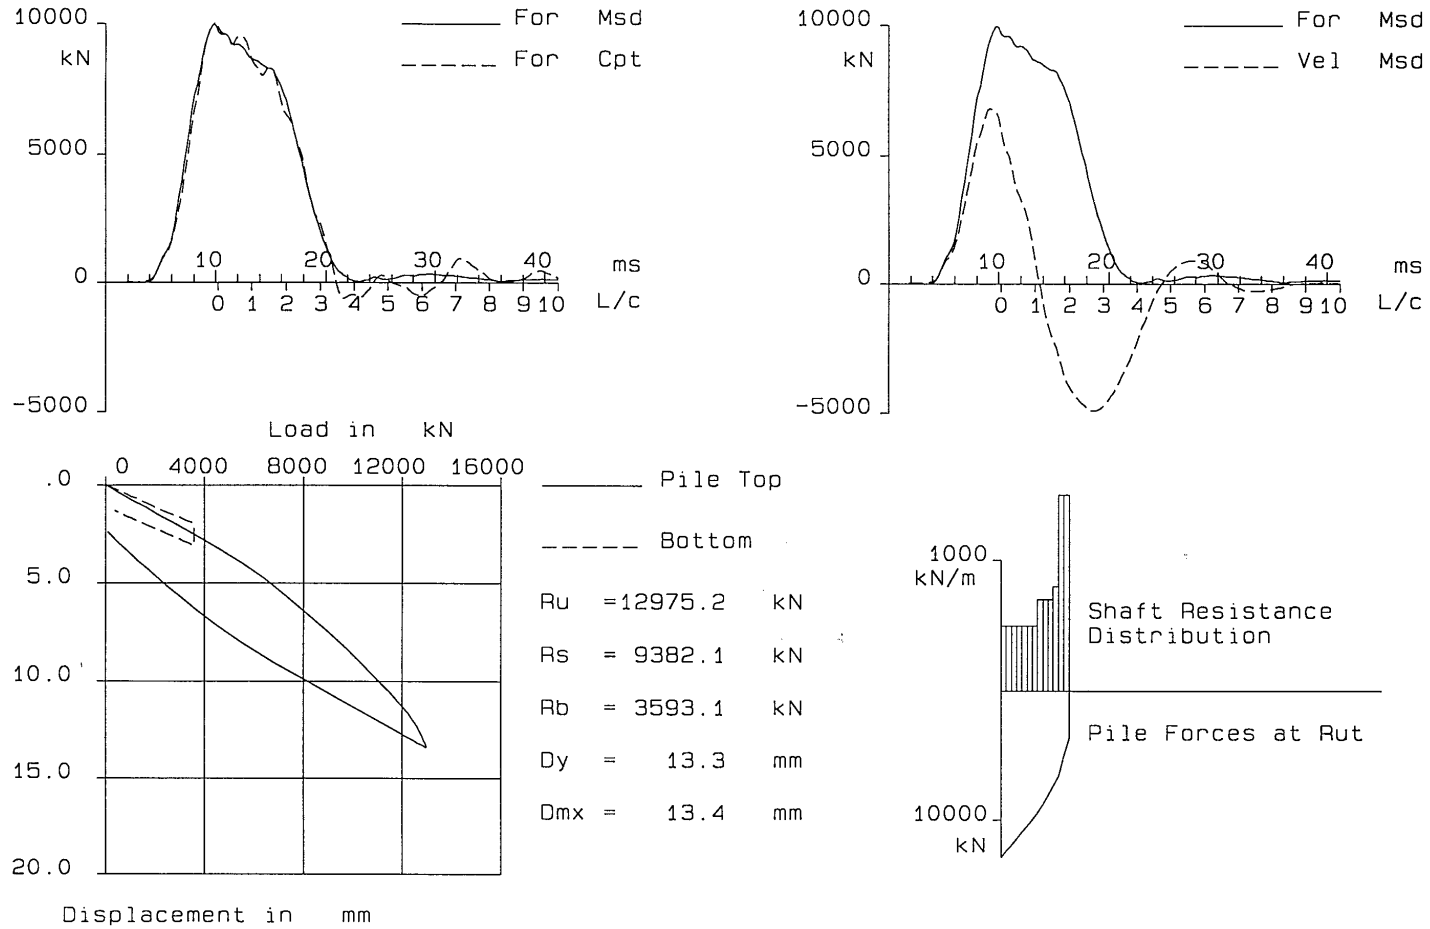 10000
kN
5000
0
-5000
For Msd
For Cpt
10 20 30 40 ms
0 1 2 3 4 5 6 7 8 9 10 L/c
10000
kN
5000
0
-5000
For Msd
Vel Msd
10 20 30 40 ms
0 1 2 3 4 5 6 7 8 9 10 L/c
Load in kN
0 4000 8000 12000 16000
.0
5.0
10.0
15.0
20.0
Displacement in mm
Pile Top
Bottom
Ru =12975.2 kN
Rs = 9382.1 kN
Rb = 3593.1 kN
Dy = 13.3 mm
Dmx = 13.4 mm
1000
kN/m
Shaft Resistance
Distribution
Pile Forces at Rut
10000
kN